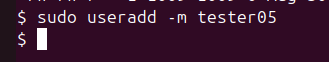 $ sudo useradd -m tester05
$